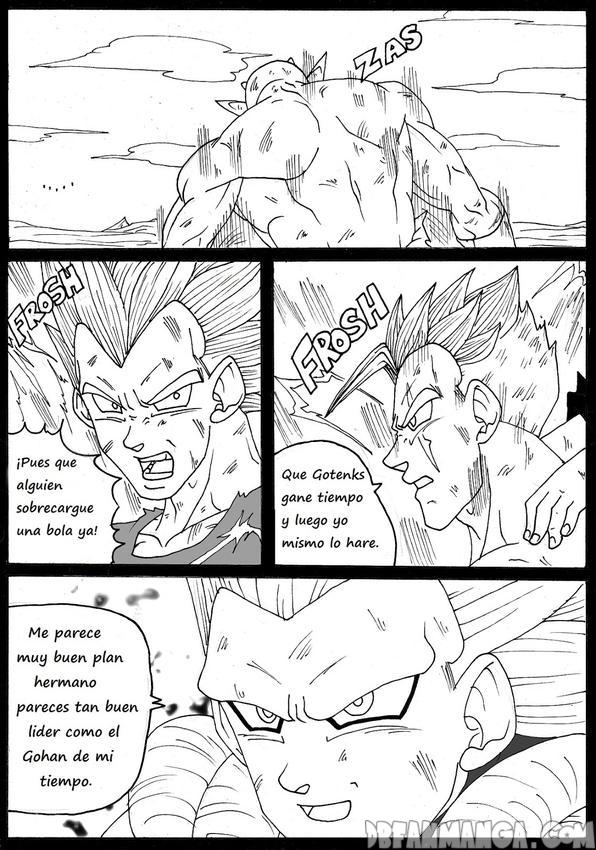 ZAS
FROSH
¡Pues que
alguien
sobrecargue
una bola ya!
FROSH
Que Gotenks
gane tiempo
y luego yo
mismo lo hare.
Me parece
muy buen plan
hermano
pareces tan buen
lider como el
Gohan de mi
tiempo.
DBFANMANGA.COM